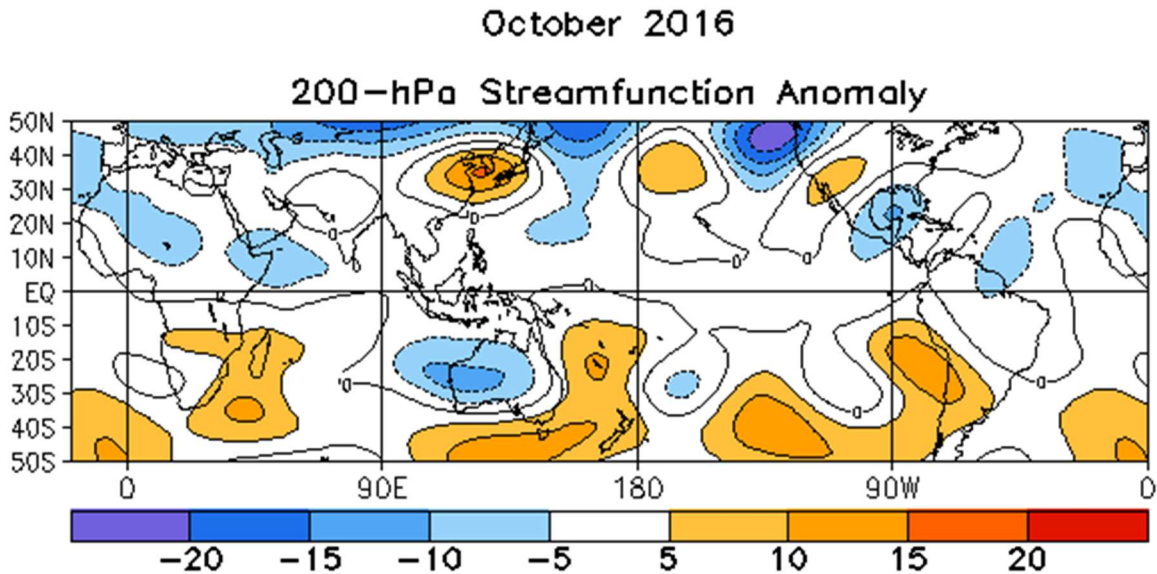 October 2016
200-hPa Streamfunction Anomaly
50N
40N
30N
20N
10N
EQ
10S
20S
30S
40S
50S
0 90E 180 90W 0
-20 -15 -10 -5 5 10 15 20